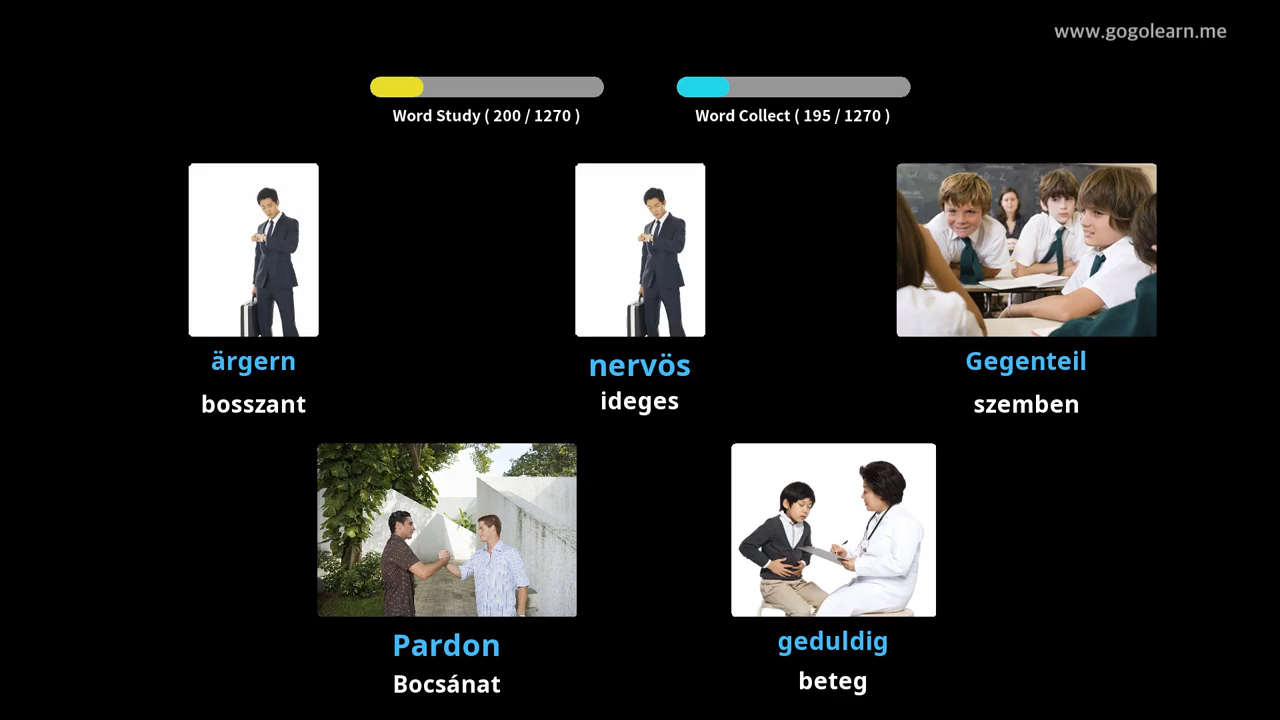 www.gogolearn.me
Word Study ( 200 / 1270 )
Word Collect ( 195 / 1270 )
ärgern
bosszant
nervös
ideges
Gegenteil
szemben
Pardon
Bocsánat
geduldig
beteg